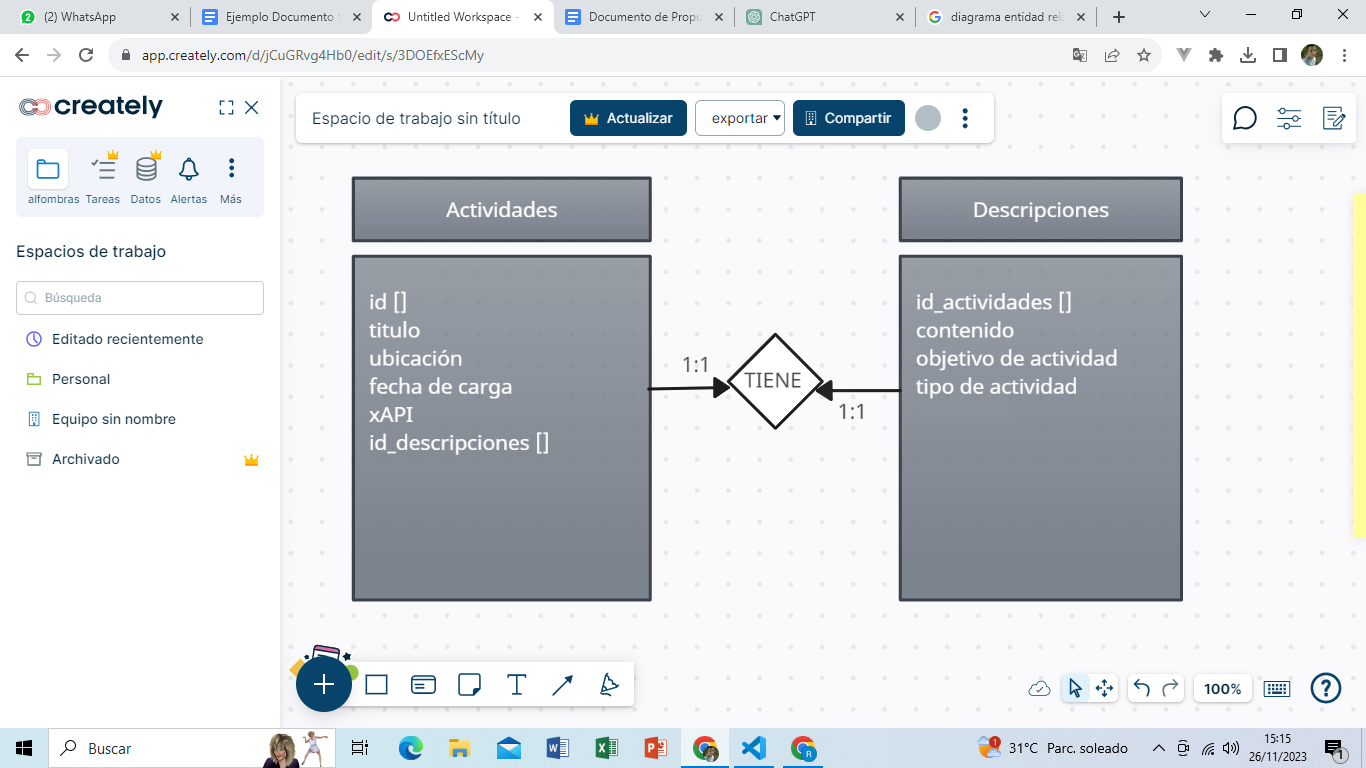 (2) WhatsApp
Ejemplo Documento
Untitled Workspace -
Documento de Propu
ChatGPT
diagrama entidad rel
app.creately.com/d/jCuGRvg4Hb0/edit/s/3DOEfxEScMy
creately
Espacio de trabajo sin título
Actualizar
exportar
Compartir
alfombras
Tareas
Datos
Alertas
Más
Espacios de trabajo
Búsqueda
Editado recientemente
Personal
Equipo sin nombre
Archivado
Actividades
id []
titulo
ubicación
fecha de carga
xAPI
id_descripciones []
1:1
TIENE
1:1
Descripciones
id_actividades []
contenido
objetivo de actividad
tipo de actividad
100%
Buscar
31°C Parc. soleado
15:15
26/11/2023
1